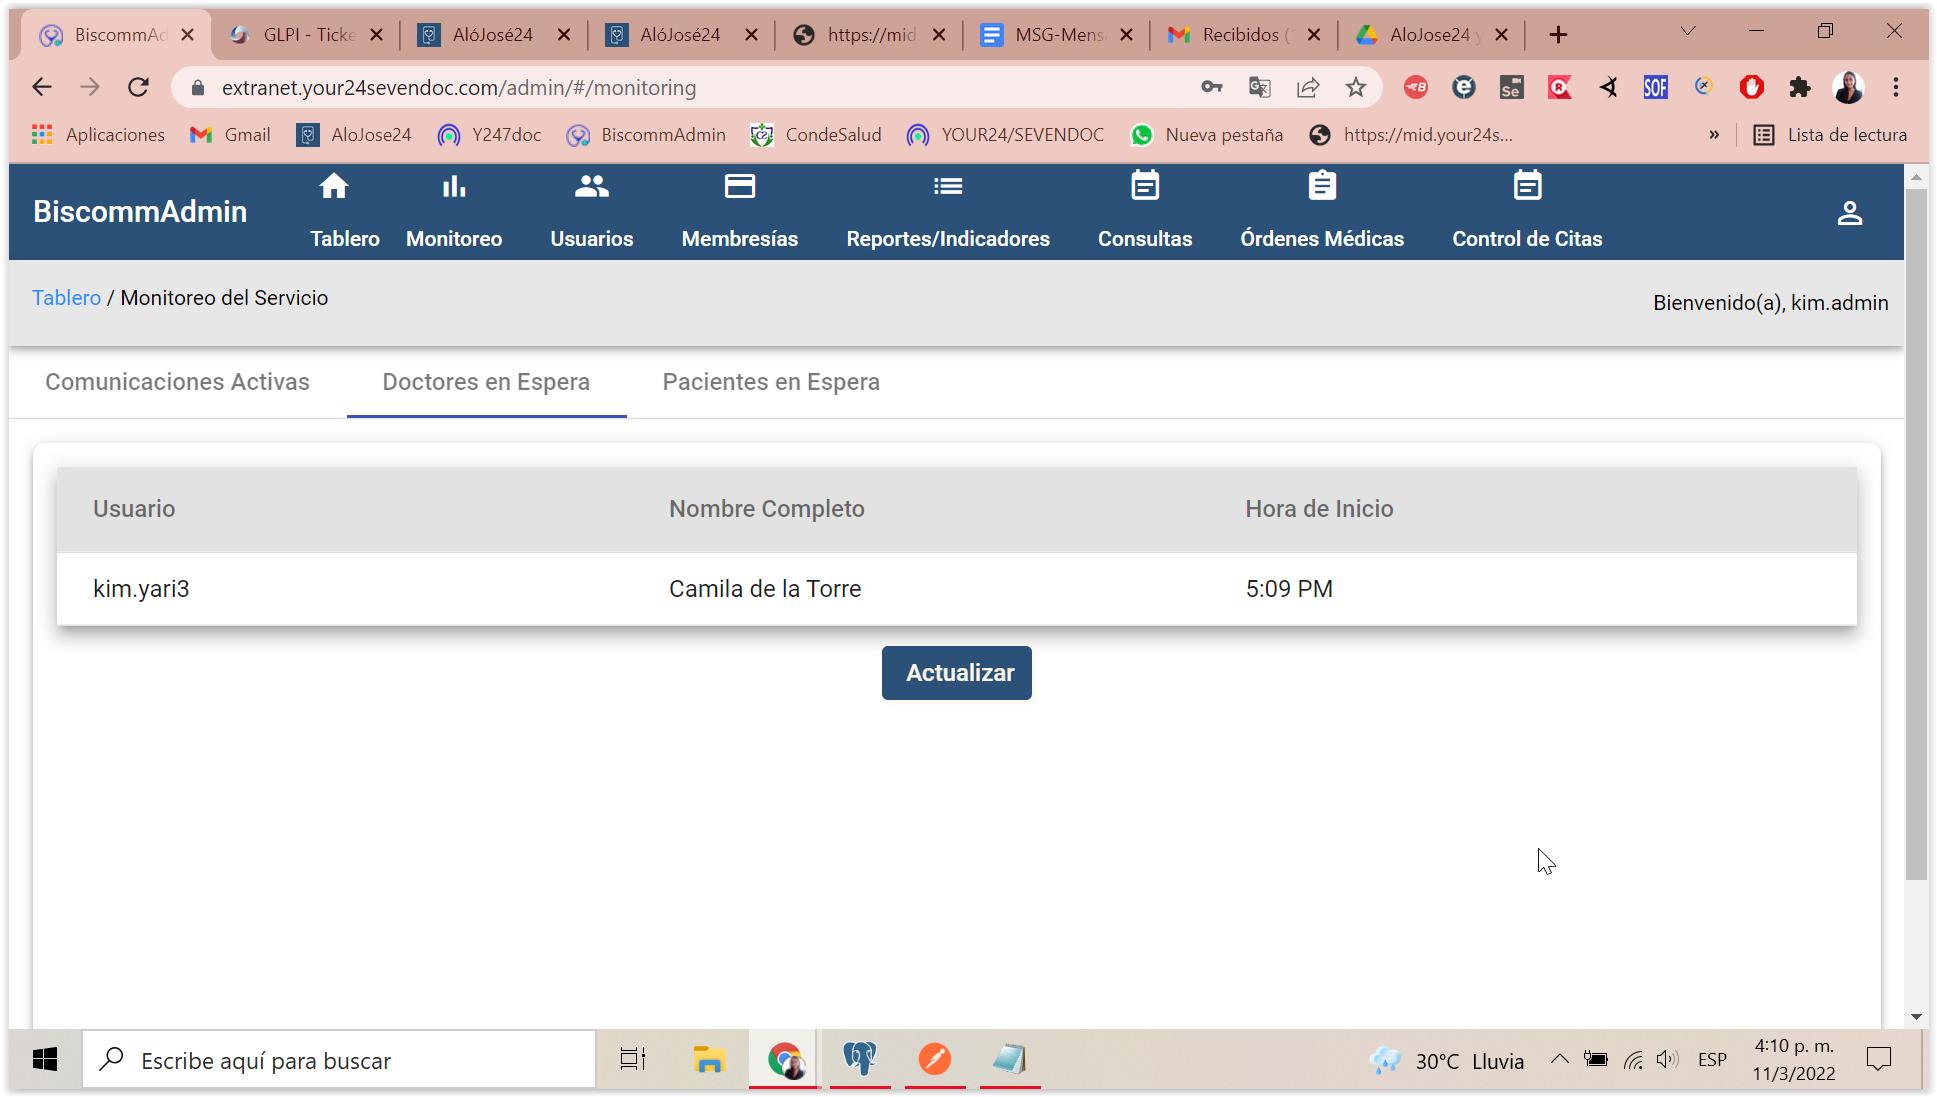 BiscommAd
GLPI - Ticke
AlóJosé24
AlóJosé24
https://mid
MSG-Mens
Recibidos (
AloJose24 y
extranet.your24sevendoc.com/admin/#/monitoring
Se
SOF
Aplicaciones
Gmail
AloJose24
Y247doc
BiscommAdmin
CondeSalud
YOUR24/SEVENDOC
Nueva pestaña
https://mid.your24s...
»
Lista de lectura
BiscommAdmin
Tablero
Monitoreo
Usuarios
Membresías
Reportes/Indicadores
Consultas
Órdenes Médicas
Control de Citas
Tablero / Monitoreo del Servicio
Bienvenido(a), kim.admin
Comunicaciones Activas
Doctores en Espera
Pacientes en Espera
Usuario
Nombre Completo
Hora de Inicio
kim.yari3
Camila de la Torre
5:09 PM
Actualizar
Escribe aquí para buscar
30°C Lluvia
ESP
4:10 p. m.
11/3/2022